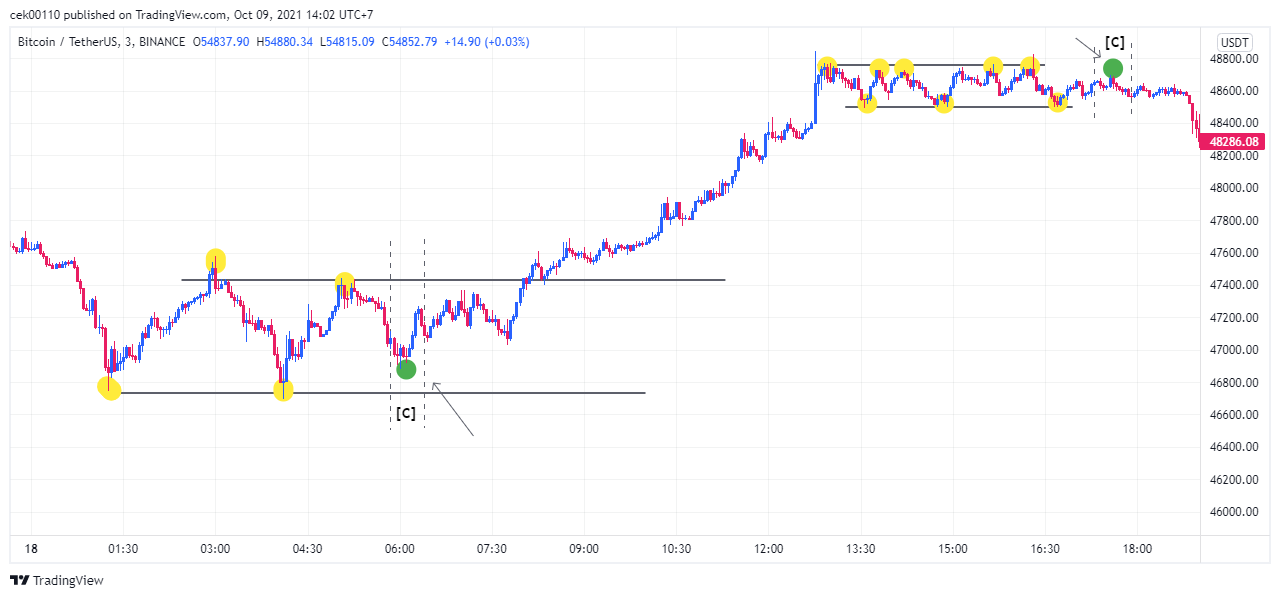 cek00110 published on TradingView.com, Oct 09, 2021 14:02 UTC+7
Bitcoin / TetherUS, 3, BINANCE O54837.90 H54880.34 L54815.09 C54852.79 +14.90 (+0.03%)
USDT
[C]
48800.00
48600.00
48400.00
48286.08
48200.00
48000.00
47800.00
47600.00
47400.00
47200.00
47000.00
46800.00
[C]
46600.00
46400.00
46200.00
46000.00
18 01:30 03:00 04:30 06:00 07:30 09:00 10:30 12:00 13:30 15:00 16:30 18:00
TradingView